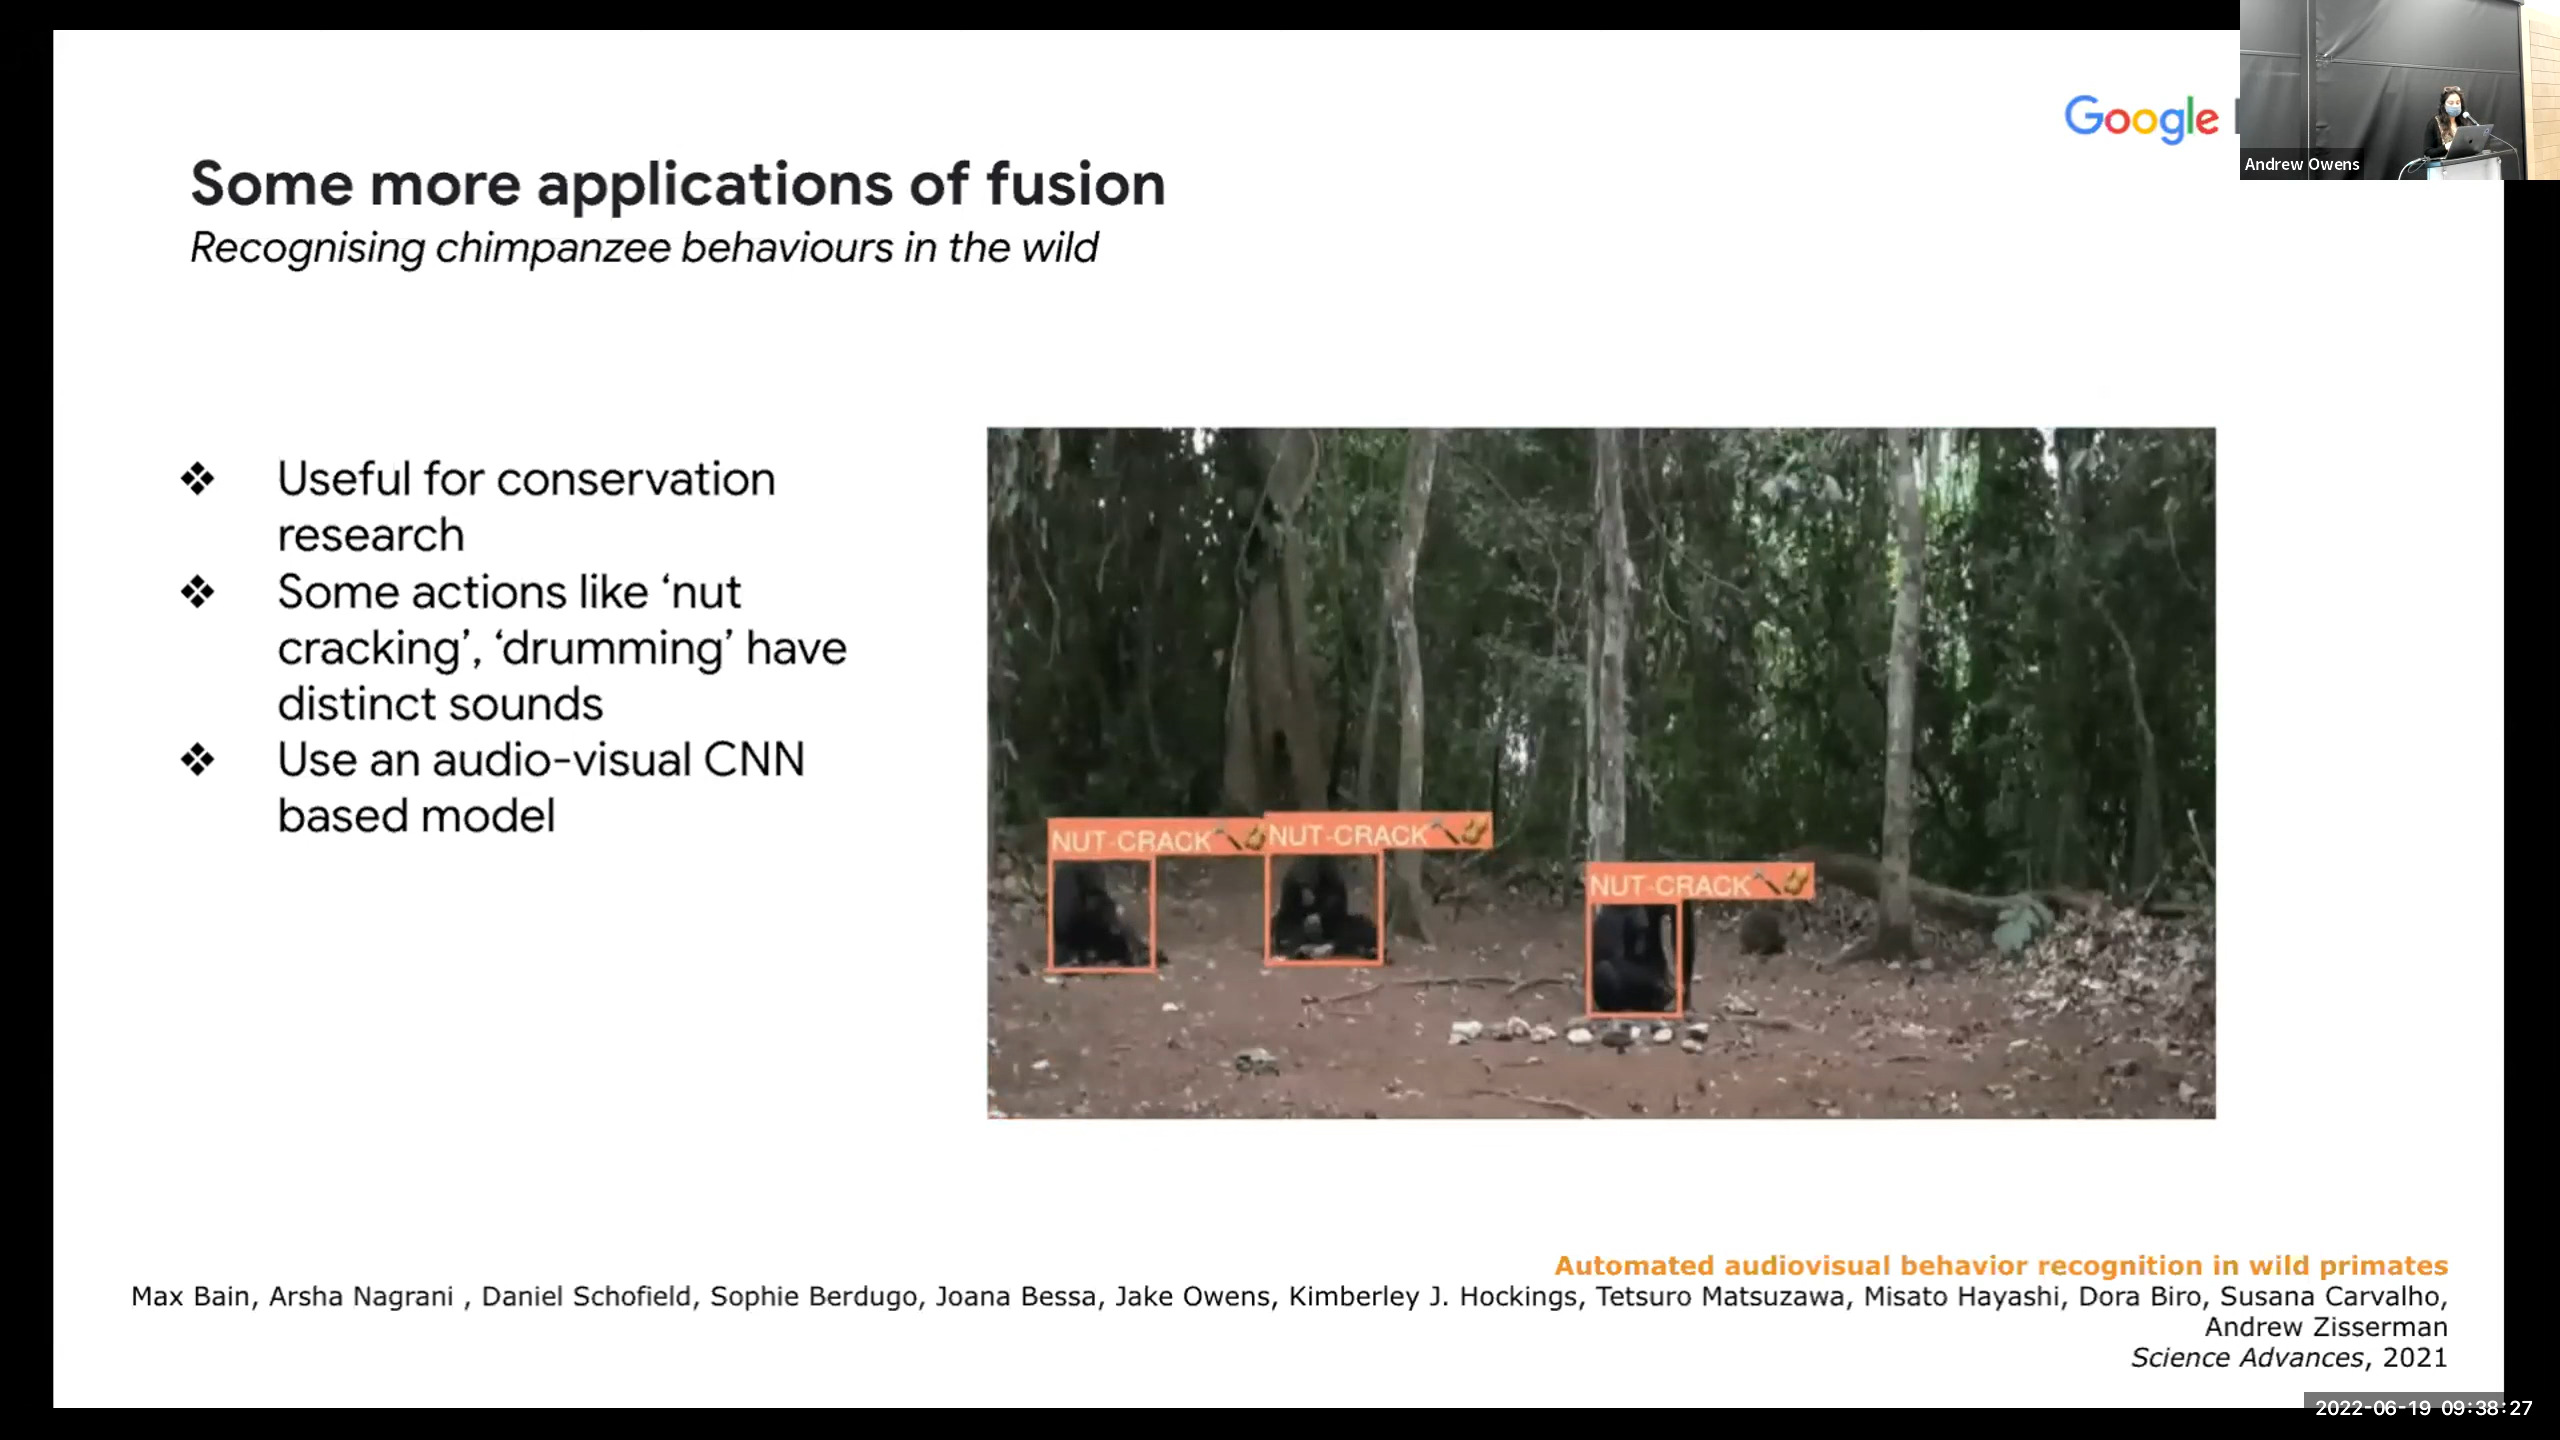 Google
Andrew Owens
Some more applications of fusion
Recognising chimpanzee behaviours in the wild
❖ Useful for conservation
research
❖ Some actions like ‘nut
cracking’, ‘drumming’ have
distinct sounds
❖ Use an audio-visual CNN
based model
NUT-CRACK
NUT-CRACK
NUT-CRACK
Automated audiovisual behavior recognition in wild primates
Max Bain, Arsha Nagrani , Daniel Schofield, Sophie Berdugo, Joana Bessa, Jake Owens, Kimberley J. Hockings, Tetsuro Matsuzawa, Misato Hayashi, Dora Biro, Susana Carvalho,
Andrew Zisserman
Science Advances, 2021
2022-06-19 09:38:27